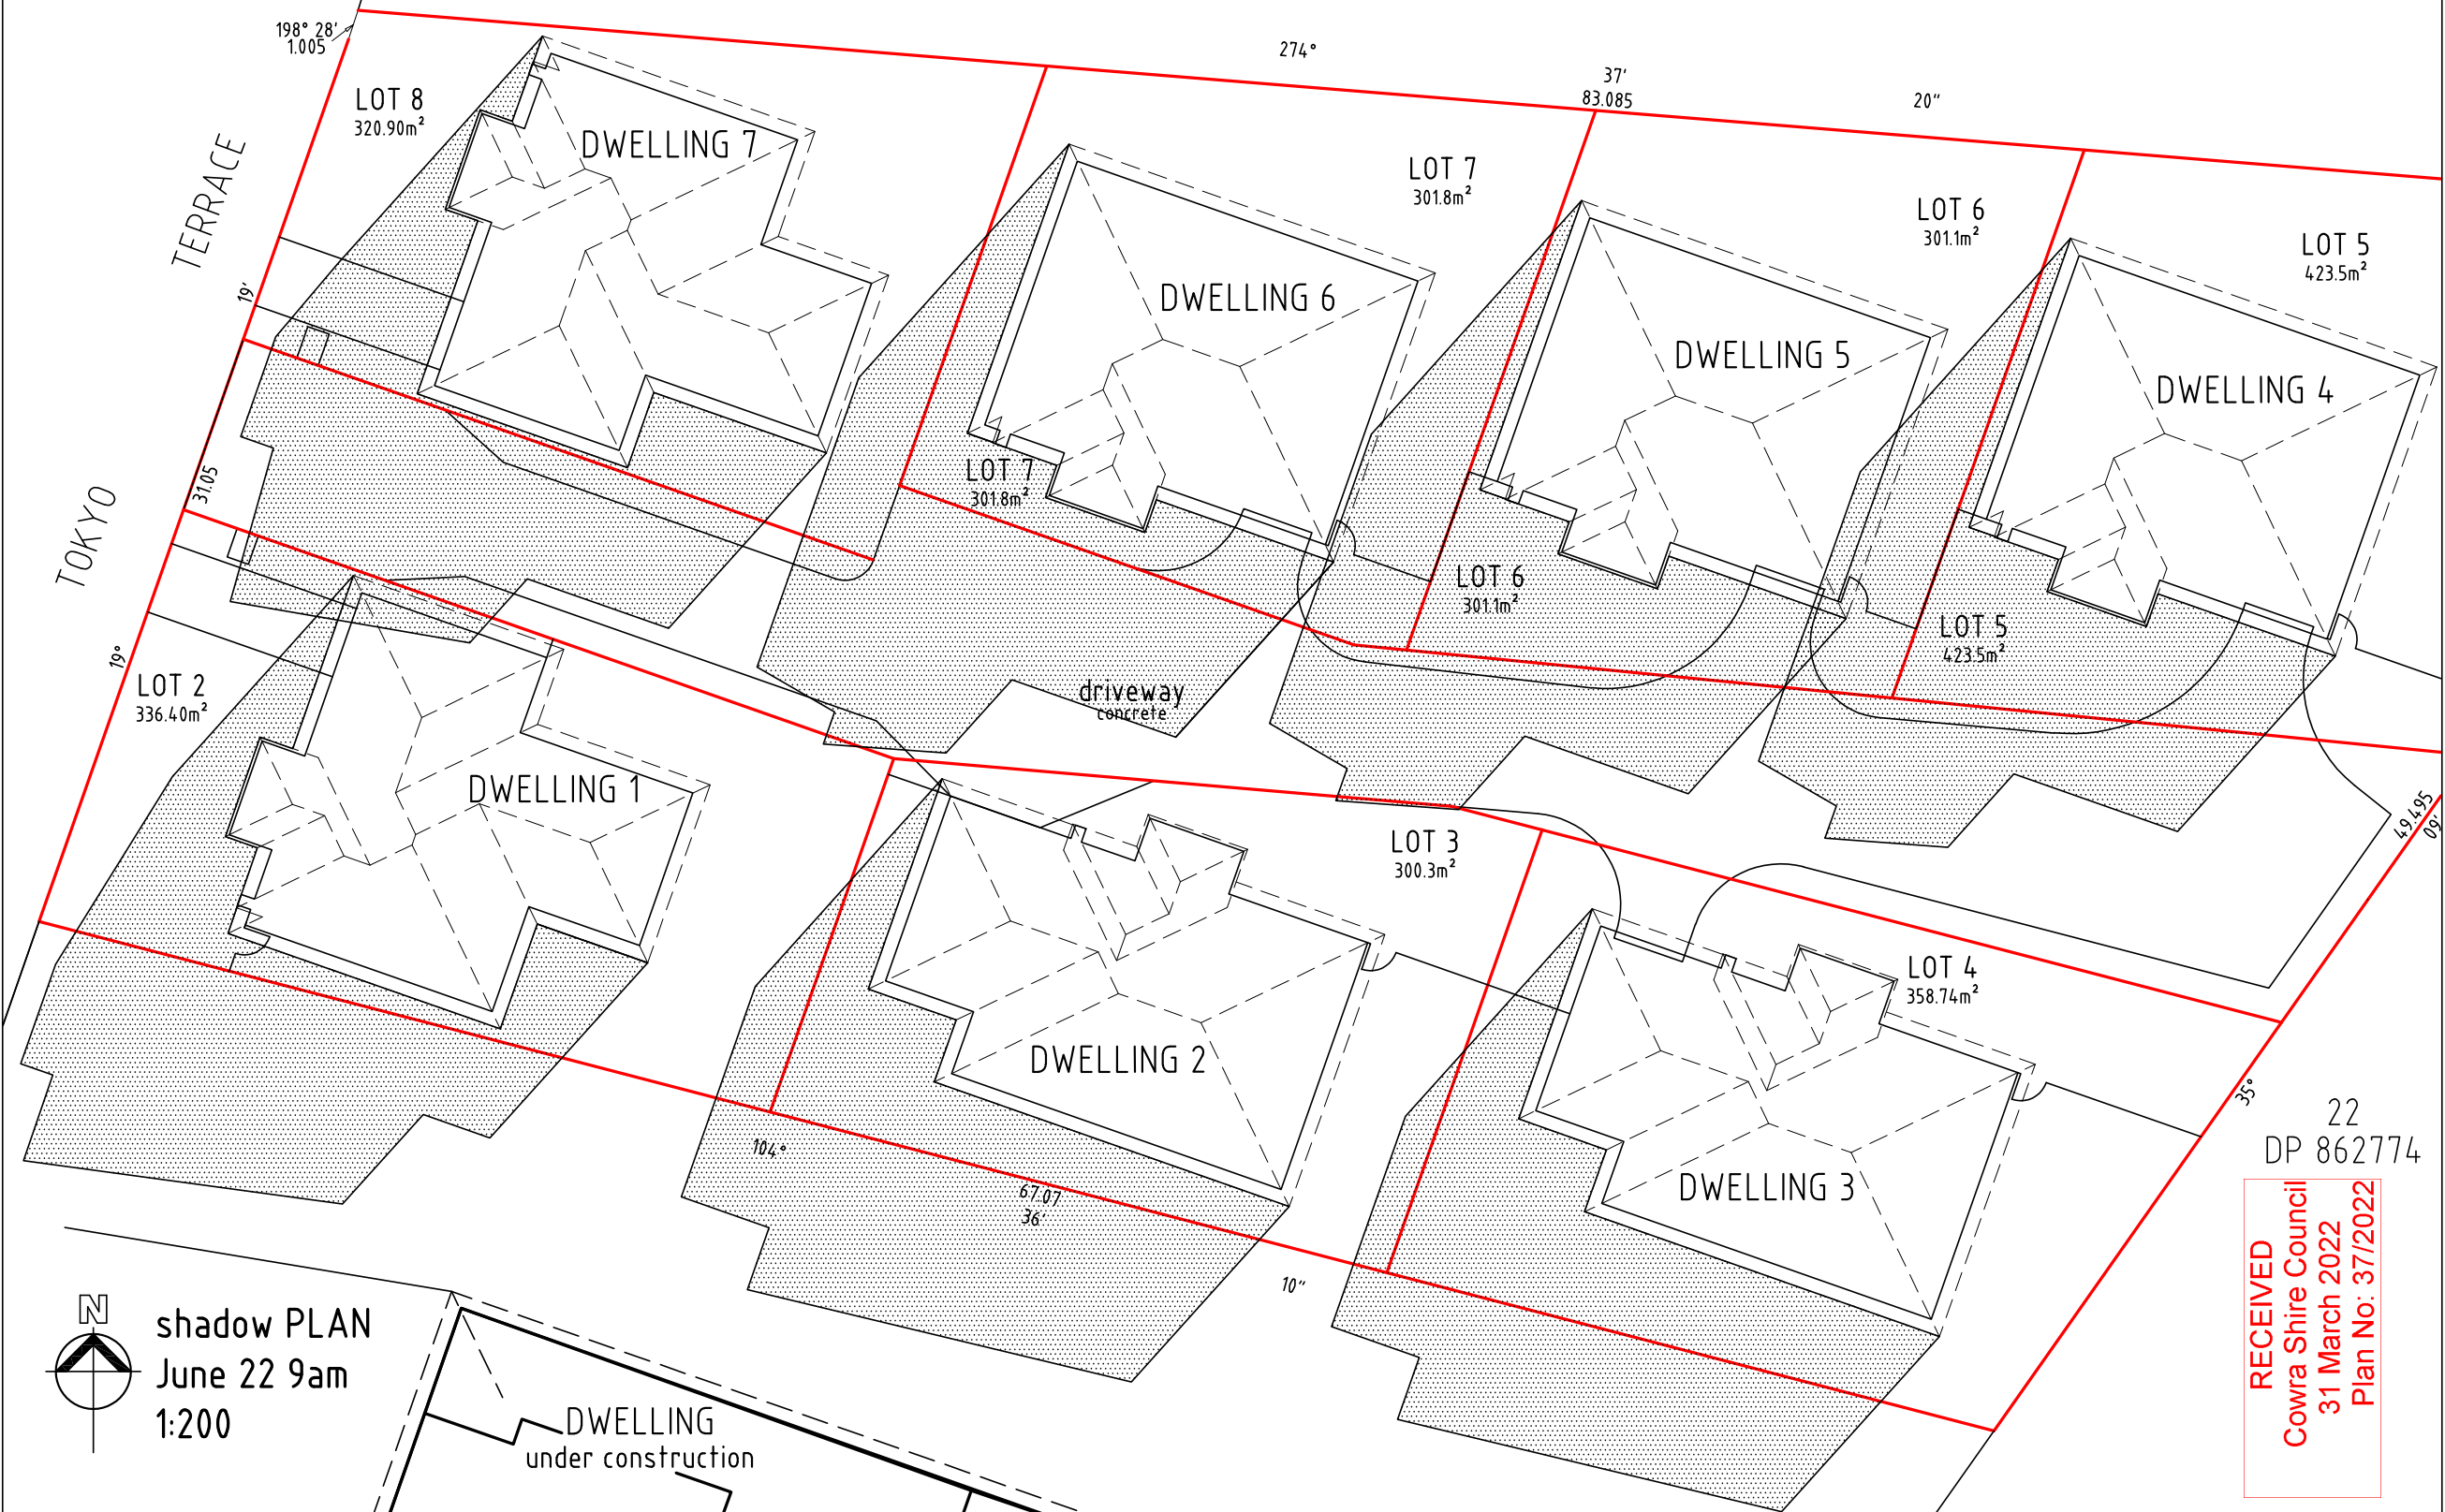 198° 28'
1.005
274°
37'
83.085
20"
LOT 8
320.90m²
DWELLING 7
TERRACE
LOT 7
301.8m²
LOT 6
301.1m²
LOT 5
423.5m²
DWELLING 6
DWELLING 5
DWELLING 4
19'
31.05
TOKYO
LOT 7
301.8m²
LOT 6
301.1m²
LOT 5
423.5m²
19°
LOT 2
336.40m²
driveway
concrete
DWELLING 1
LOT 3
300.3m²
49.495
09'
LOT 4
358.74m²
DWELLING 2
DWELLING 3
35°
22
DP 862774
104°
67.07
36'
10"
N
shadow PLAN
June 22 9am
1:200
DWELLING
under construction
RECEIVED
Cowra Shire Council
31 March 2022
Plan No: 37/2022